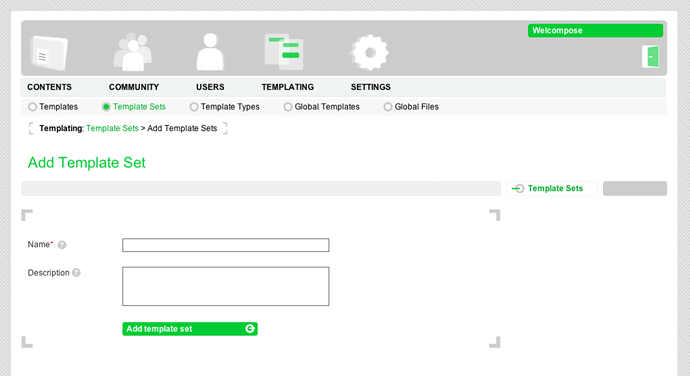 Welcompose
CONTENTS COMMUNITY USERS TEMPLATING SETTINGS
Templates Template Sets Template Types Global Templates Global Files
Templating: Template Sets > Add Template Sets
Add Template Set
Template Sets
Name* ?
Description ?
Add template set